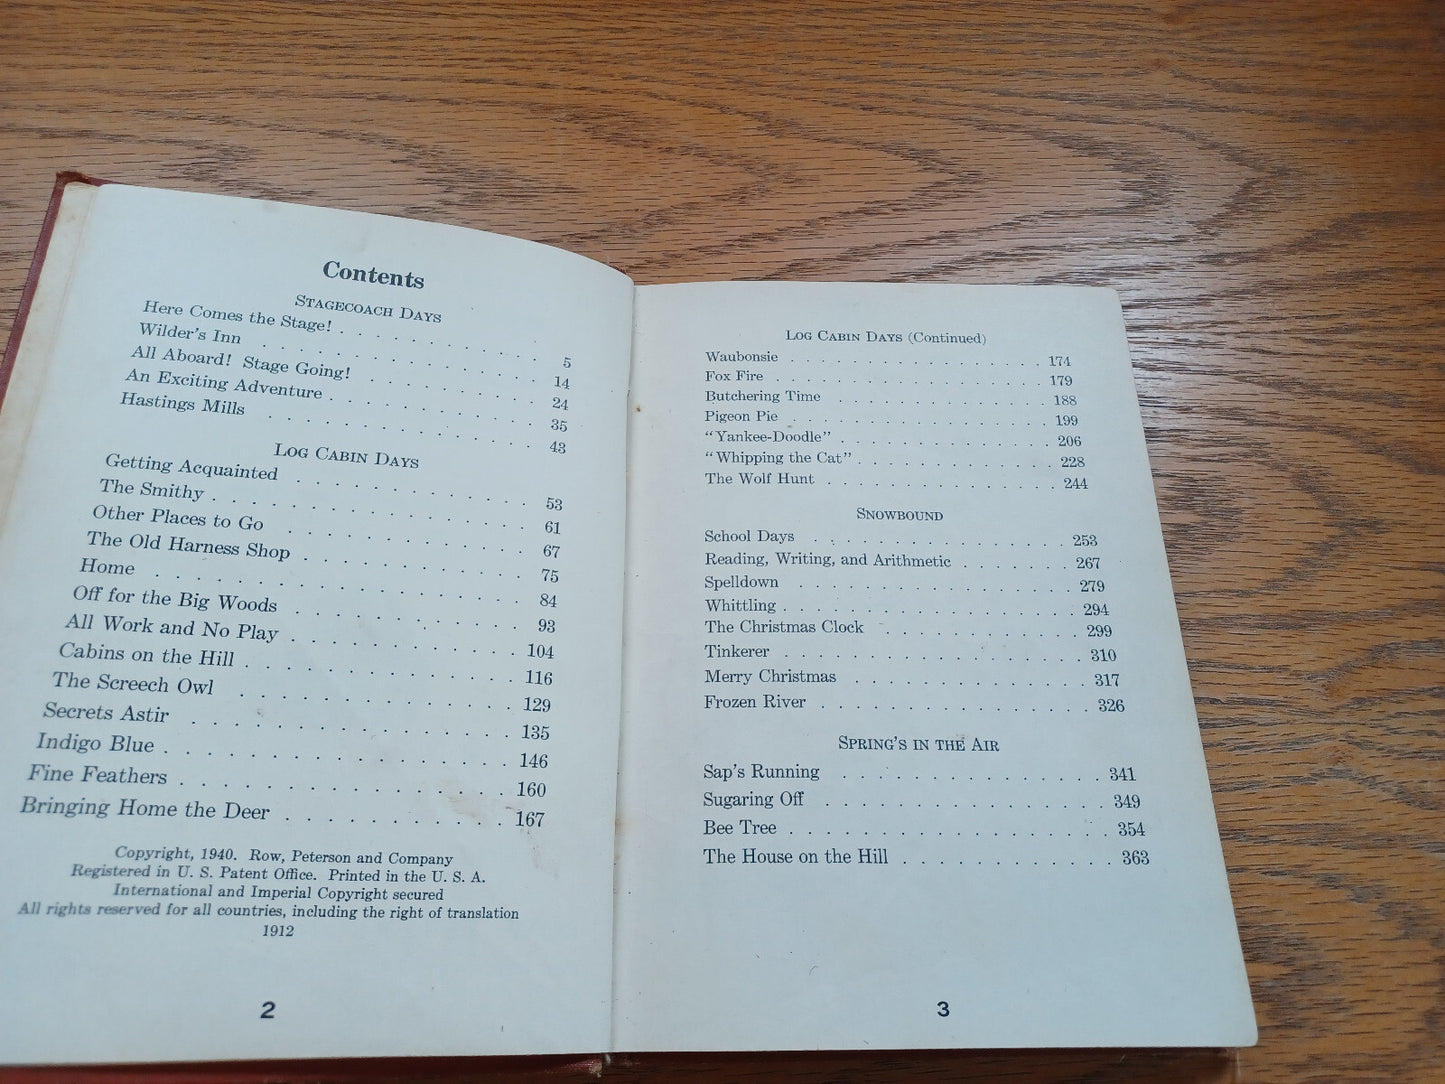 Contents
STAGECOACH DAYS
Here Comes the Stage! . . . . . . . . . . 5
Wilder's Inn . . . . . . . . . . . . . . 14
All Aboard! Stage Going! . . . . . . . . . 24
An Exciting Adventure . . . . . . . . . . . 35
Hastings Mills . . . . . . . . . . . . . . 43
LOG CABIN DAYS
Getting Acquainted . . . . . . . . . . . . 53
The Smithy . . . . . . . . . . . . . . . . 61
Other Places to Go . . . . . . . . . . . . 67
The Old Harness Shop . . . . . . . . . . . 75
Home . . . . . . . . . . . . . . . . . . 84
Off for the Big Woods . . . . . . . . . . . 93
All Work and No Play . . . . . . . . . . . 104
Cabins on the Hill . . . . . . . . . . . . . 116
The Screech Owl . . . . . . . . . . . . . 129
Secrets Astir . . . . . . . . . . . . . . . 135
Indigo Blue . . . . . . . . . . . . . . . . 146
Fine Feathers . . . . . . . . . . . . . . . 160
Bringing Home the Deer . . . . . . . . . . 167
Copyright, 1940. Row, Peterson and Company
Registered in U. S. Patent Office. Printed in the U. S. A.
International and Imperial Copyright secured
All rights reserved for all countries, including the right of translation
1912
2
LOG CABIN DAYS (Continued)
Waubonsie . . . . . . . . . . . . . . . 174
Fox Fire . . . . . . . . . . . . . . . . 179
Butchering Time . . . . . . . . . . . . . 188
Pigeon Pie . . . . . . . . . . . . . . . 199
"Yankee-Doodle" . . . . . . . . . . . . . 206
"Whipping the Cat" . . . . . . . . . . . . 228
The Wolf Hunt . . . . . . . . . . . . . . 244
SNOWBOUND
School Days . . . . . . . . . . . . . . . 253
Reading, Writing, and Arithmetic . . . . . . . 267
Spelldown . . . . . . . . . . . . . . . . 279
Whittling . . . . . . . . . . . . . . . . 294
The Christmas Clock . . . . . . . . . . . . 299
Tinkerer . . . . . . . . . . . . . . . . . 310
Merry Christmas . . . . . . . . . . . . . 317
Frozen River . . . . . . . . . . . . . . . 326
SPRING'S IN THE AIR
Sap's Running . . . . . . . . . . . . . . 341
Sugaring Off . . . . . . . . . . . . . . . 349
Bee Tree . . . . . . . . . . . . . . . . . 354
The House on the Hill . . . . . . . . . . . 363
3